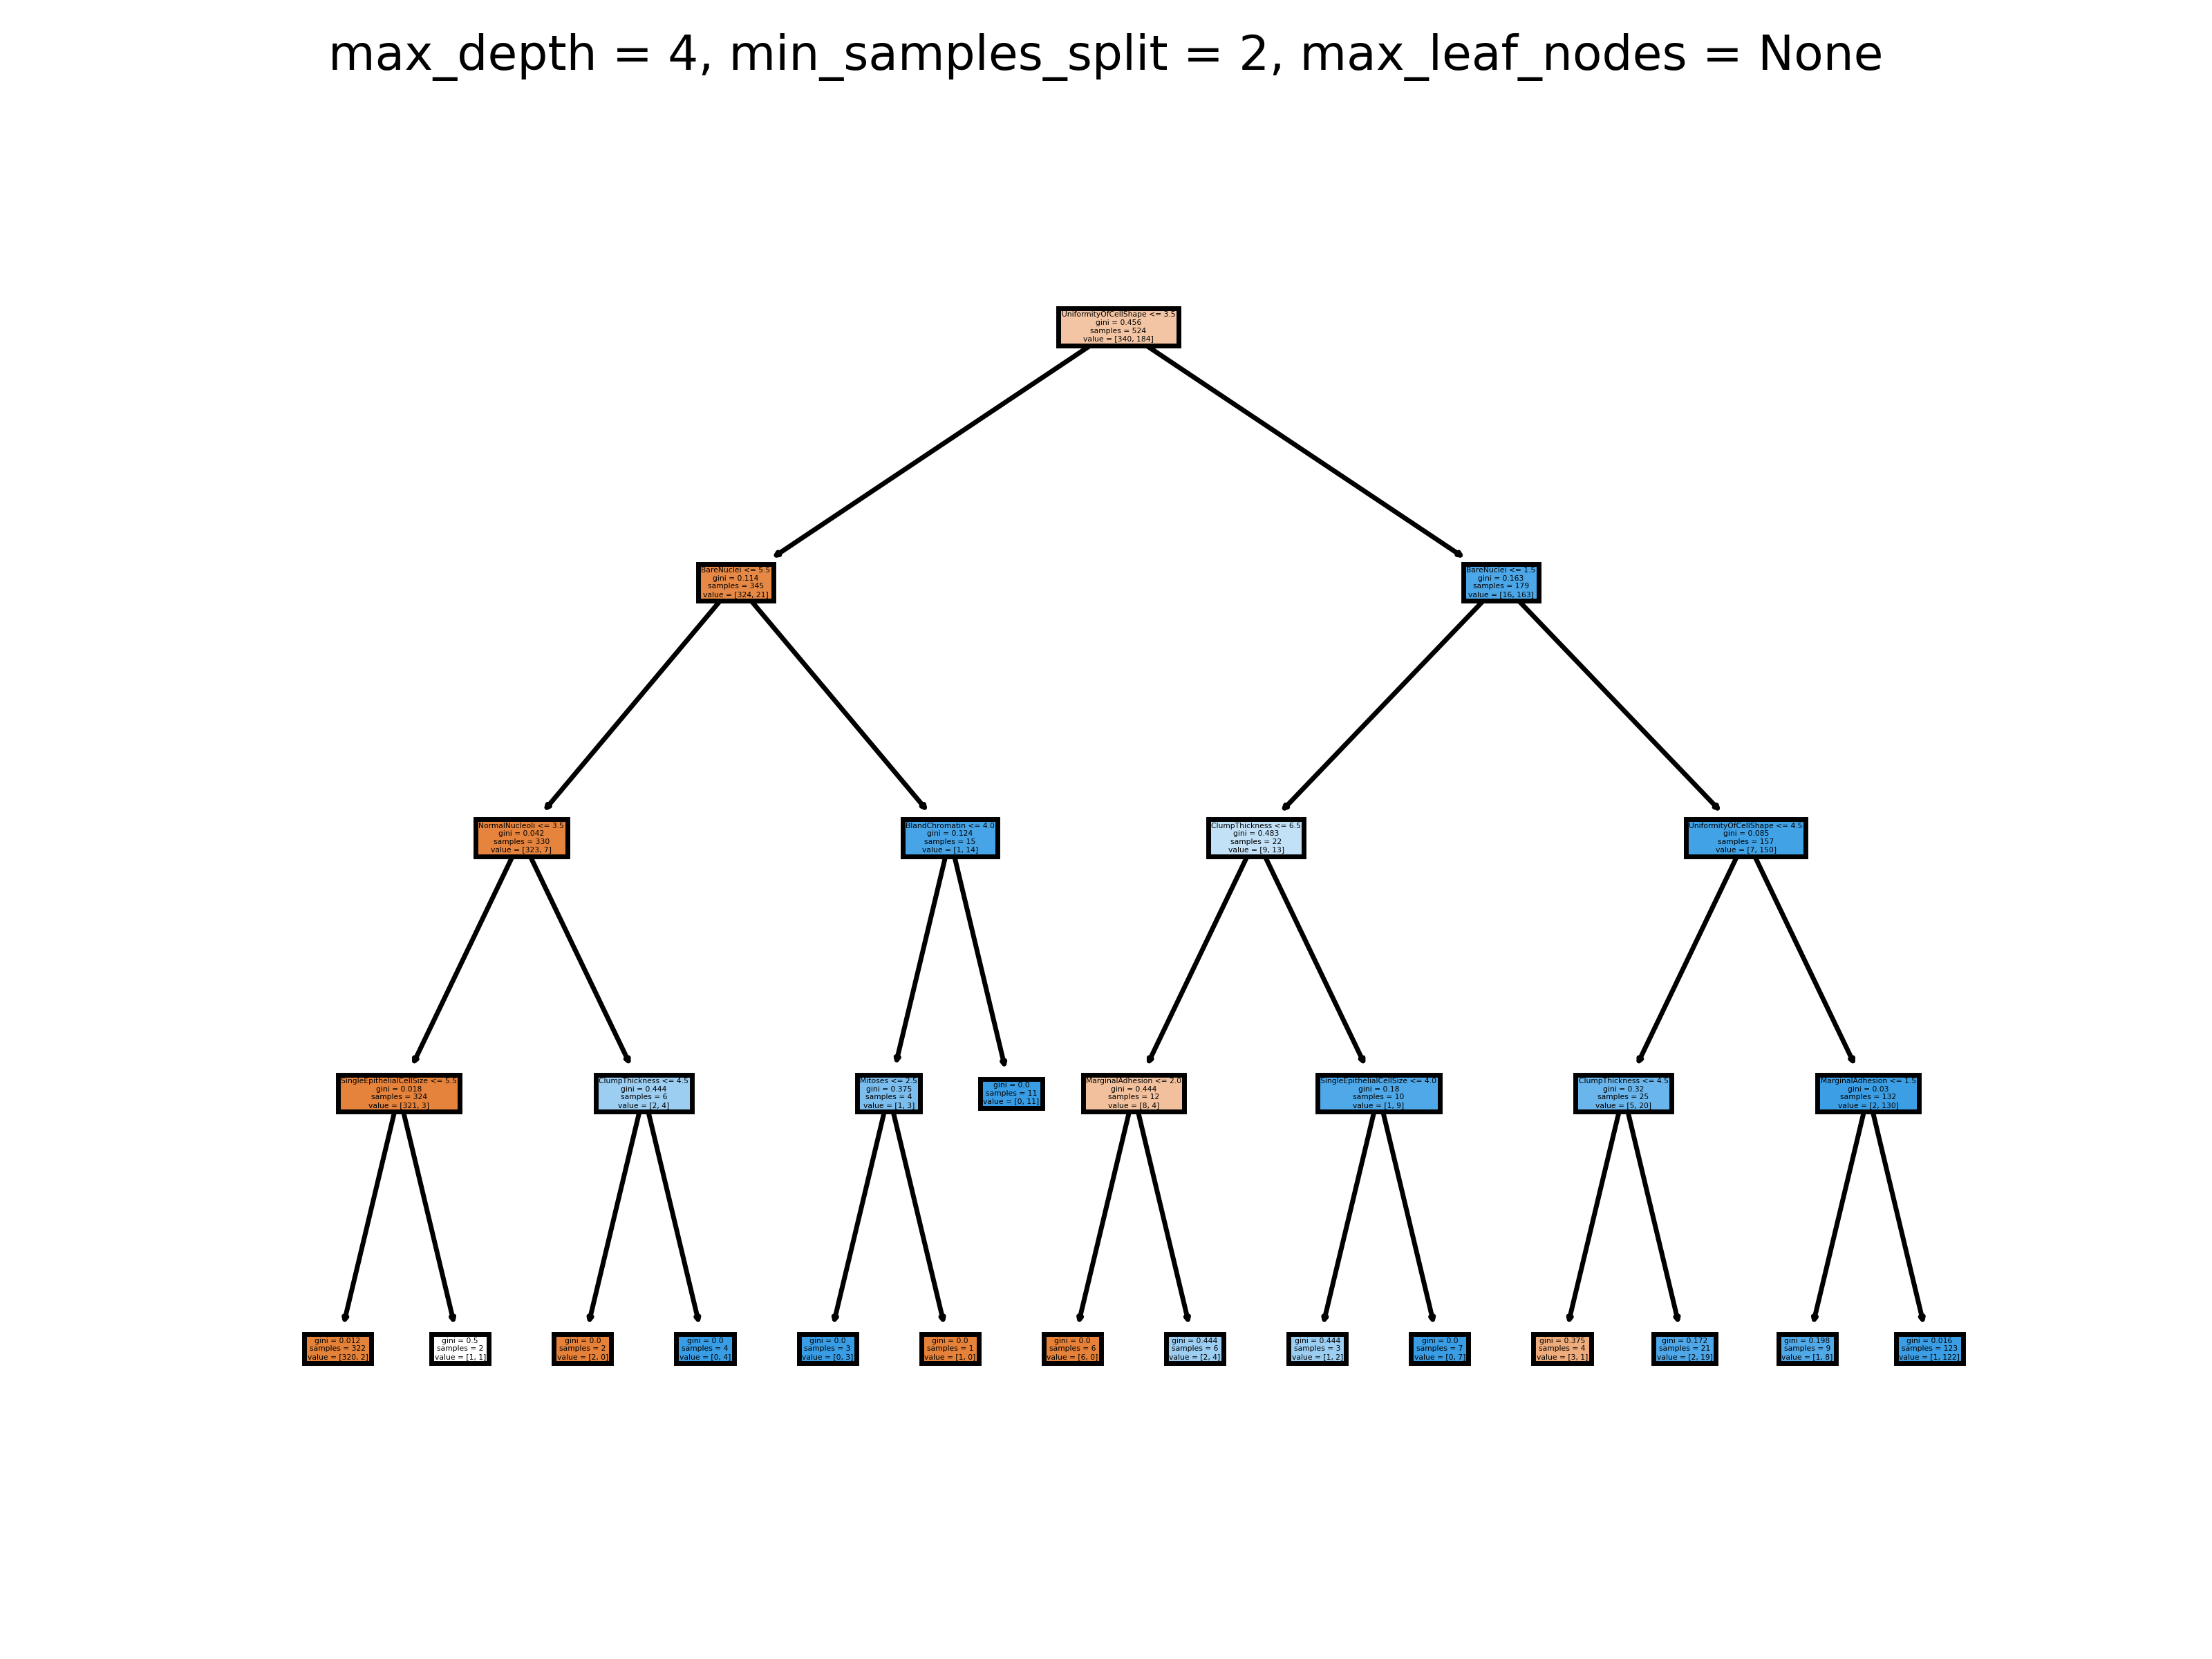 max_depth = 4, min_samples_split = 2, max_leaf_nodes = None
UniformityOfCellShape <= 3.5
gini = 0.456
samples = 524
value = [340, 184]
BareNuclei <= 5.5
gini = 0.114
samples = 345
value = [324, 21]
BareNuclei <= 1.5
gini = 0.163
samples = 179
value = [16, 163]
NormalNucleoli <= 3.5
gini = 0.042
samples = 330
value = [323, 7]
BlandChromatin <= 4.0
gini = 0.124
samples = 15
value = [1, 14]
ClumpThickness <= 6.5
gini = 0.483
samples = 22
value = [9, 13]
UniformityOfCellShape <= 4.5
gini = 0.085
samples = 157
value = [7, 150]
SingleEpithelialCellSize <= 5.5
gini = 0.018
samples = 324
value = [321, 3]
ClumpThickness <= 4.5
gini = 0.444
samples = 6
value = [2, 4]
Mitoses <= 2.5
gini = 0.375
samples = 4
value = [1, 3]
gini = 0.0
samples = 11
value = [0, 11]
MarginalAdhesion <= 2.0
gini = 0.444
samples = 12
value = [8, 4]
SingleEpithelialCellSize <= 4.0
gini = 0.18
samples = 10
value = [1, 9]
ClumpThickness <= 4.5
gini = 0.32
samples = 25
value = [5, 20]
MarginalAdhesion <= 1.5
gini = 0.03
samples = 132
value = [2, 130]
gini = 0.012
samples = 322
value = [320, 2]
gini = 0.5
samples = 2
value = [1, 1]
gini = 0.0
samples = 2
value = [2, 0]
gini = 0.0
samples = 4
value = [0, 4]
gini = 0.0
samples = 3
value = [0, 3]
gini = 0.0
samples = 1
value = [1, 0]
gini = 0.0
samples = 6
value = [6, 0]
gini = 0.444
samples = 6
value = [2, 4]
gini = 0.444
samples = 3
value = [1, 2]
gini = 0.0
samples = 7
value = [0, 7]
gini = 0.375
samples = 4
value = [3, 1]
gini = 0.172
samples = 21
value = [2, 19]
gini = 0.198
samples = 9
value = [1, 8]
gini = 0.016
samples = 123
value = [1, 122]